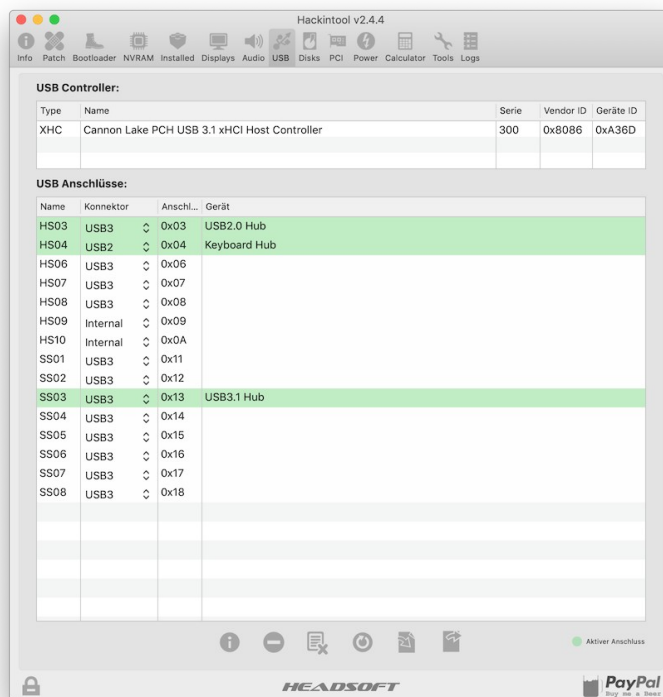 Hackintool v2.4.4
Info Patch Bootloader NVRAM Installed Displays Audio USB Disks PCI Power Calculator Tools Logs
USB Controller:
Type Name Serie Vendor ID Geräte ID
XHC Cannon Lake PCH USB 3.1 xHCI Host Controller 300 0x8086 0xA36D
USB Anschlüsse:
Name Konnektor Anschl... Gerät
HS03 USB3 0x03 USB2.0 Hub
HS04 USB2 0x04 Keyboard Hub
HS06 USB3 0x06
HS07 USB3 0x07
HS08 USB3 0x08
HS09 Internal 0x09
HS10 Internal 0x0A
SS01 USB3 0x11
SS02 USB3 0x12
SS03 USB3 0x13 USB3.1 Hub
SS04 USB3 0x14
SS05 USB3 0x15
SS06 USB3 0x16
SS07 USB3 0x17
SS08 USB3 0x18
Aktiver Anschluss
HEADSOFT
PayPal
Buy me a Beer